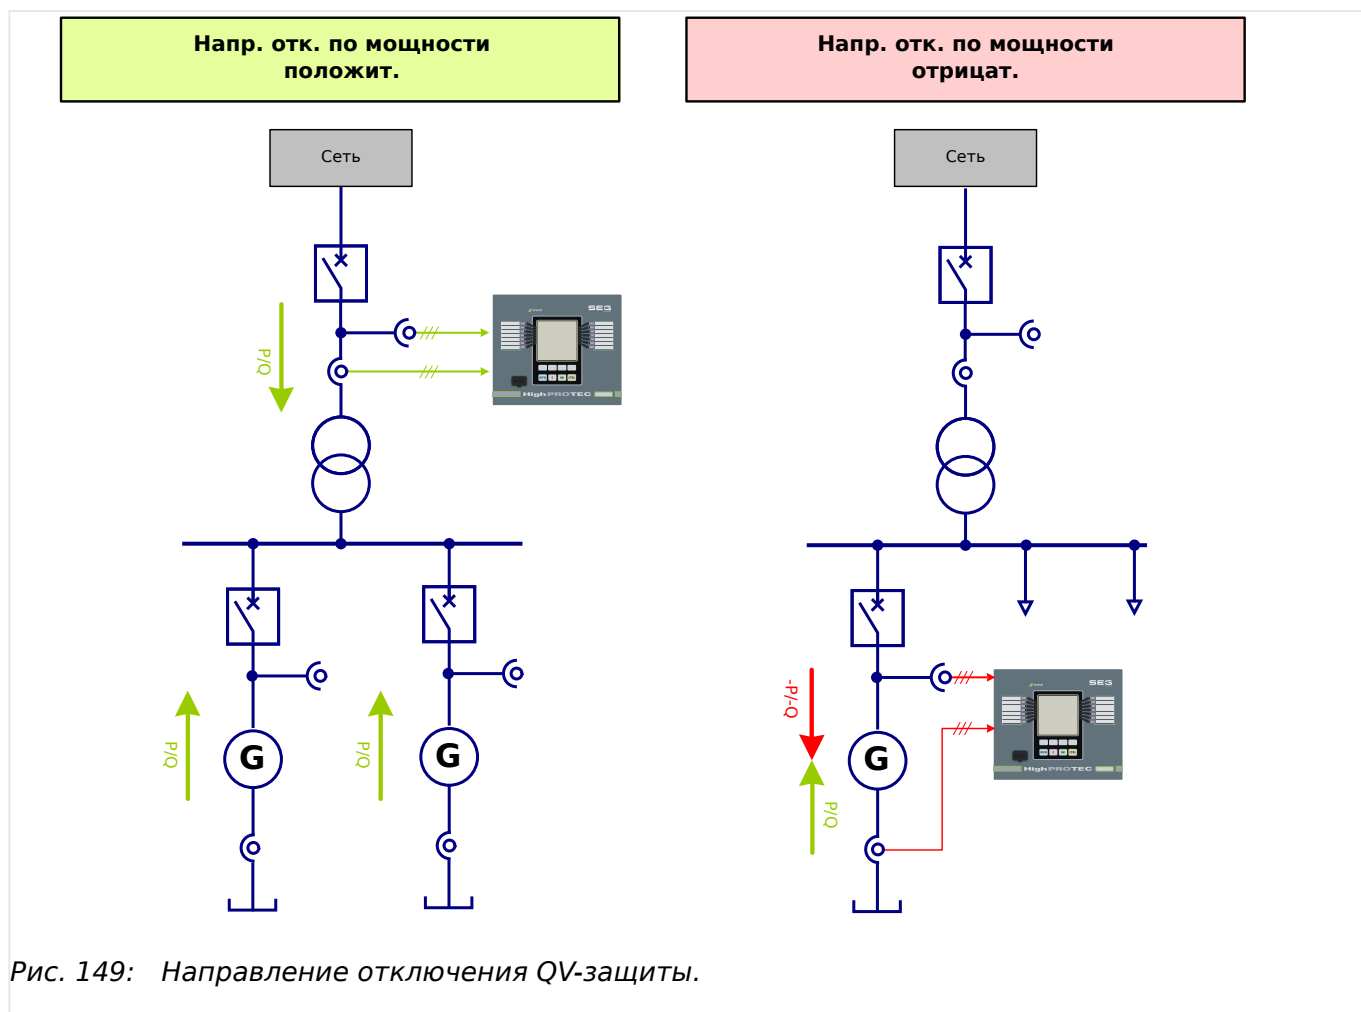 Напр. отк. по мощности
положит.
Напр. отк. по мощности
отрицат.
Сеть
Сеть
P/Q
SEG
HighPROTEC
P/Q
G
P/Q
G
-P/-Q
P/Q
G
SEG
HighPROTEC
Рис. 149: Направление отключения QV-защиты.